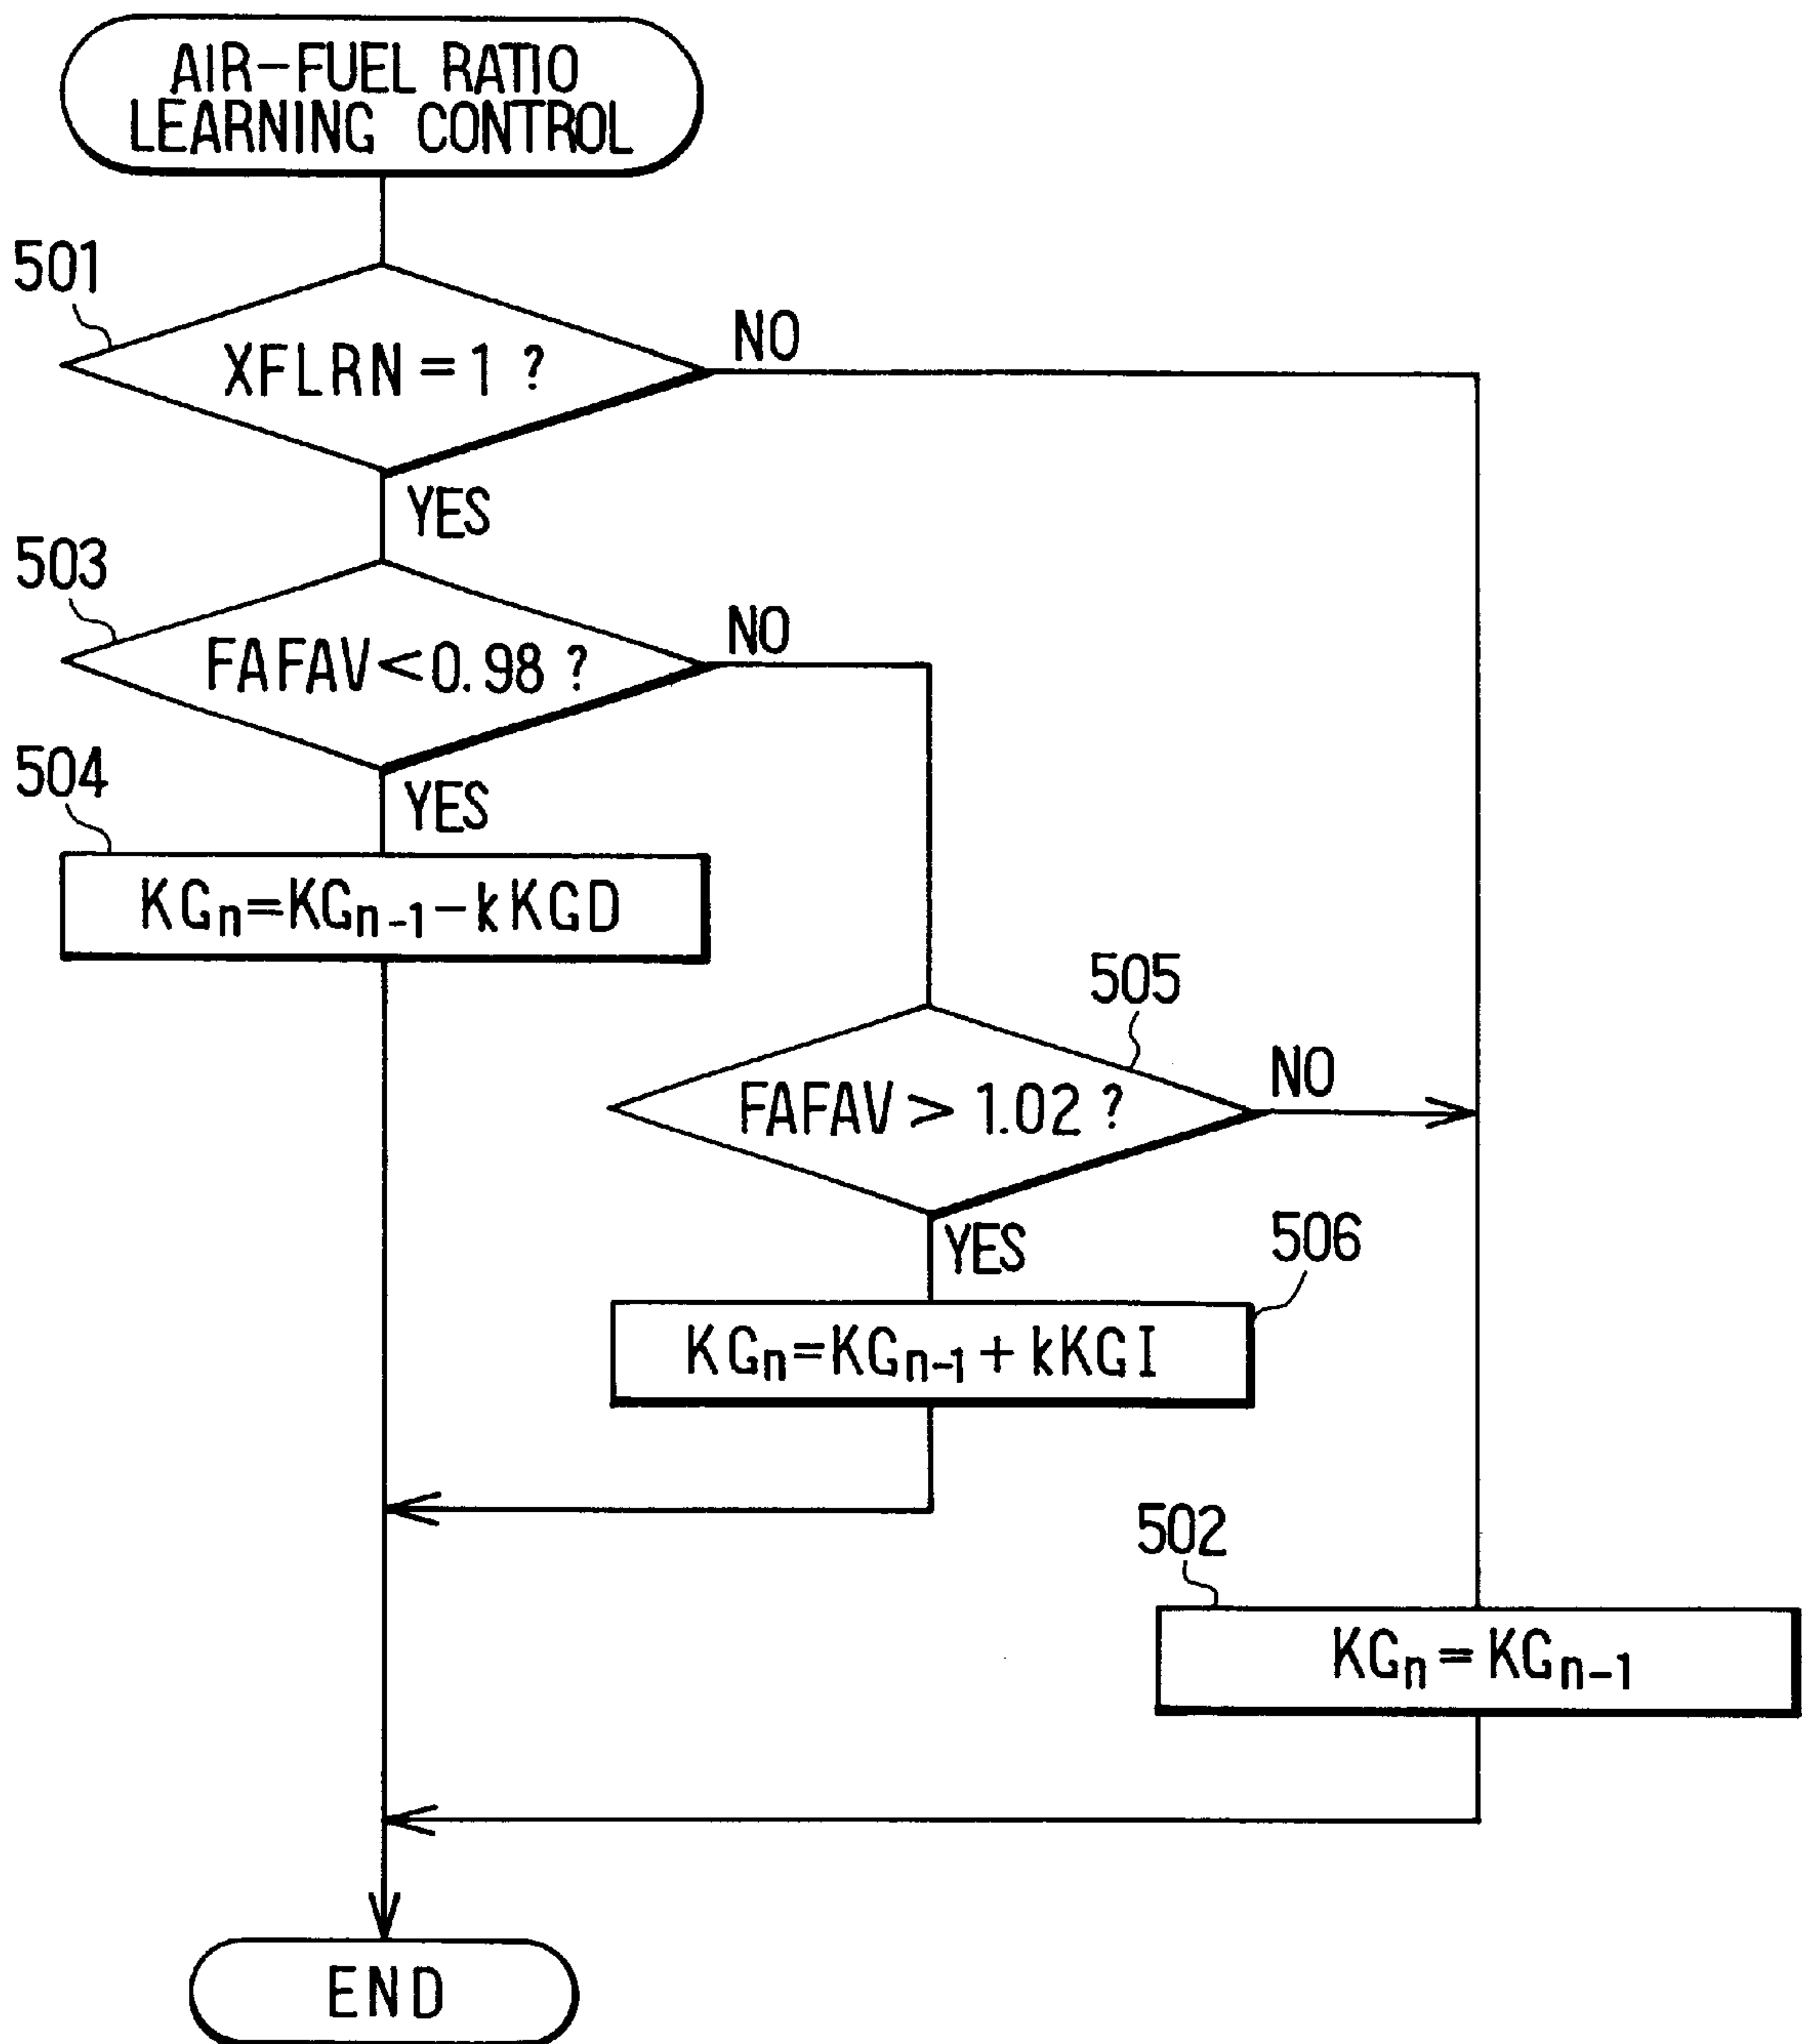 AIR-FUEL RATIO
LEARNING CONTROL
501
XFLRN = 1 ?
NO
YES
503
FAFAV < 0.98 ?
NO
YES
504
KGn = KGn-1 - kKGD
505
FAFAV > 1.02 ?
NO
YES
506
KGn = KGn-1 + kKGI
502
KGn = KGn-1
END